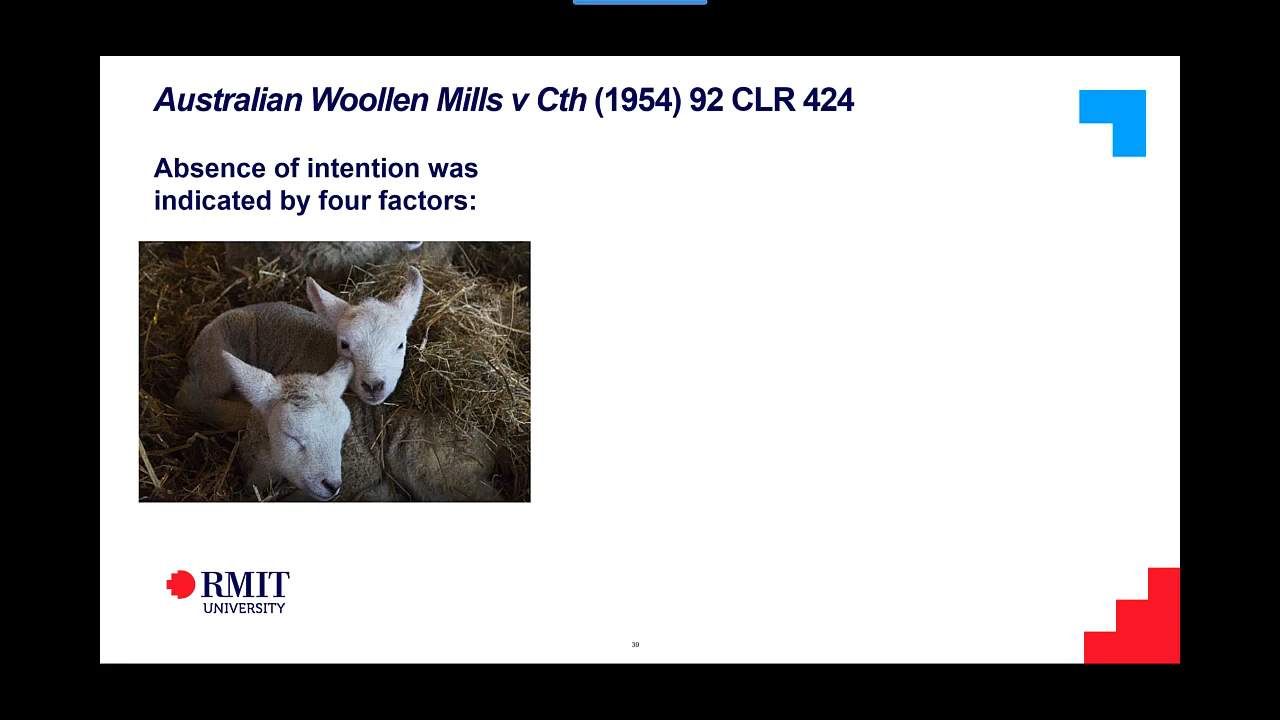 Australian Woollen Mills v Cth (1954) 92 CLR 424
Absence of intention was
indicated by four factors:
RMIT
UNIVERSITY
39